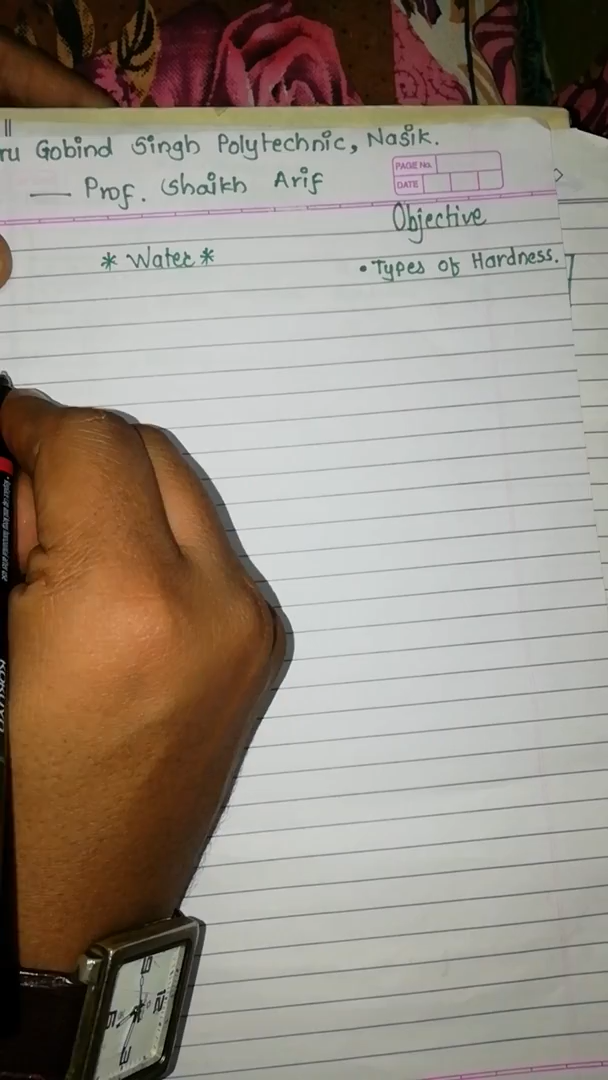 ru Gobind Singh Polytechnic, Nasik.
— Prof. Shaikh Arif
PAGE No.
DATE
Objective
* Water *
• Types of Hardness.